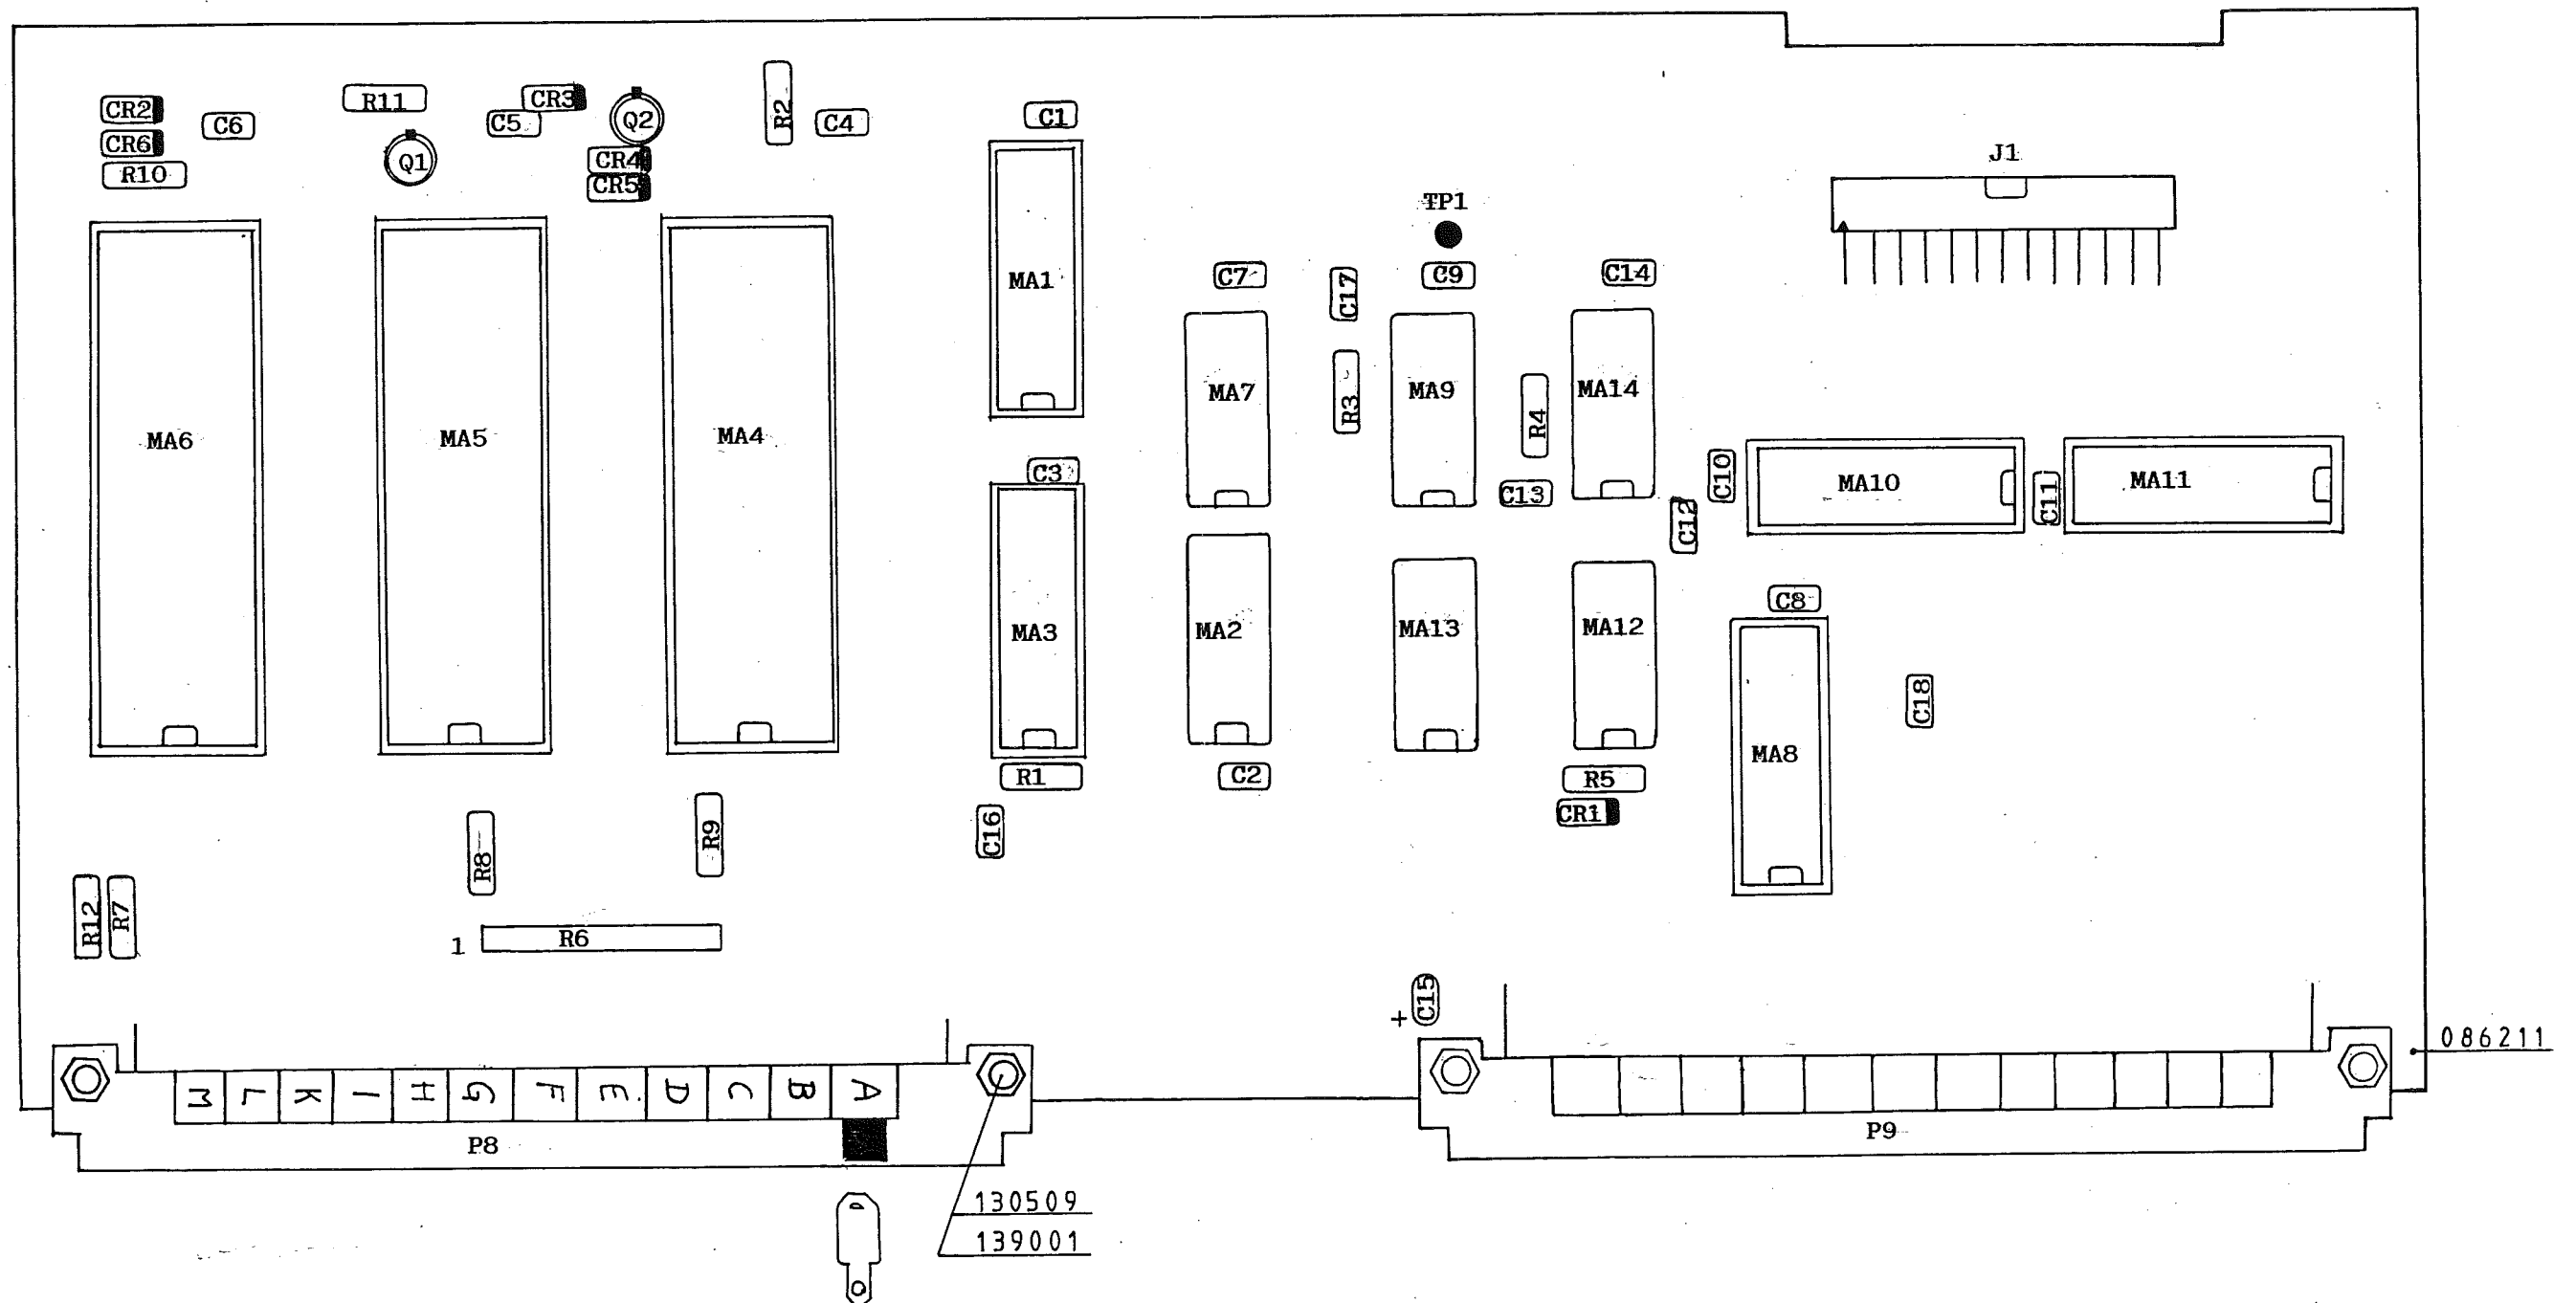 CR2
CR6
R10
C6
R11
Q1
C5
CR3
Q2
CR4
CR5
R2
C4
C1
J1
TP1
MA1
C7
C17
C9
C14
MA6
MA5
MA4
MA7
R3
MA9
R4
MA14
C3
C13
C10
MA10
C11
MA11
C12
MA3
MA2
MA13
MA12
C8
MA8
C18
R1
C2
R5
CR1
C16
R8
R9
R12
R7
1 R6
+ C15
086211
M L K I H G F E D C B A
P8
P9
130509
139001